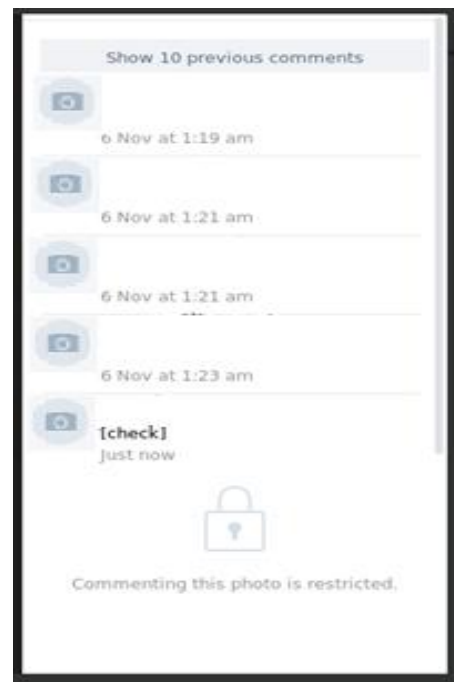 Show 10 previous comments
6 Nov at 1:19 am
6 Nov at 1:21 am
6 Nov at 1:21 am
6 Nov at 1:23 am
[check]
Just now
Commenting this photo is restricted.